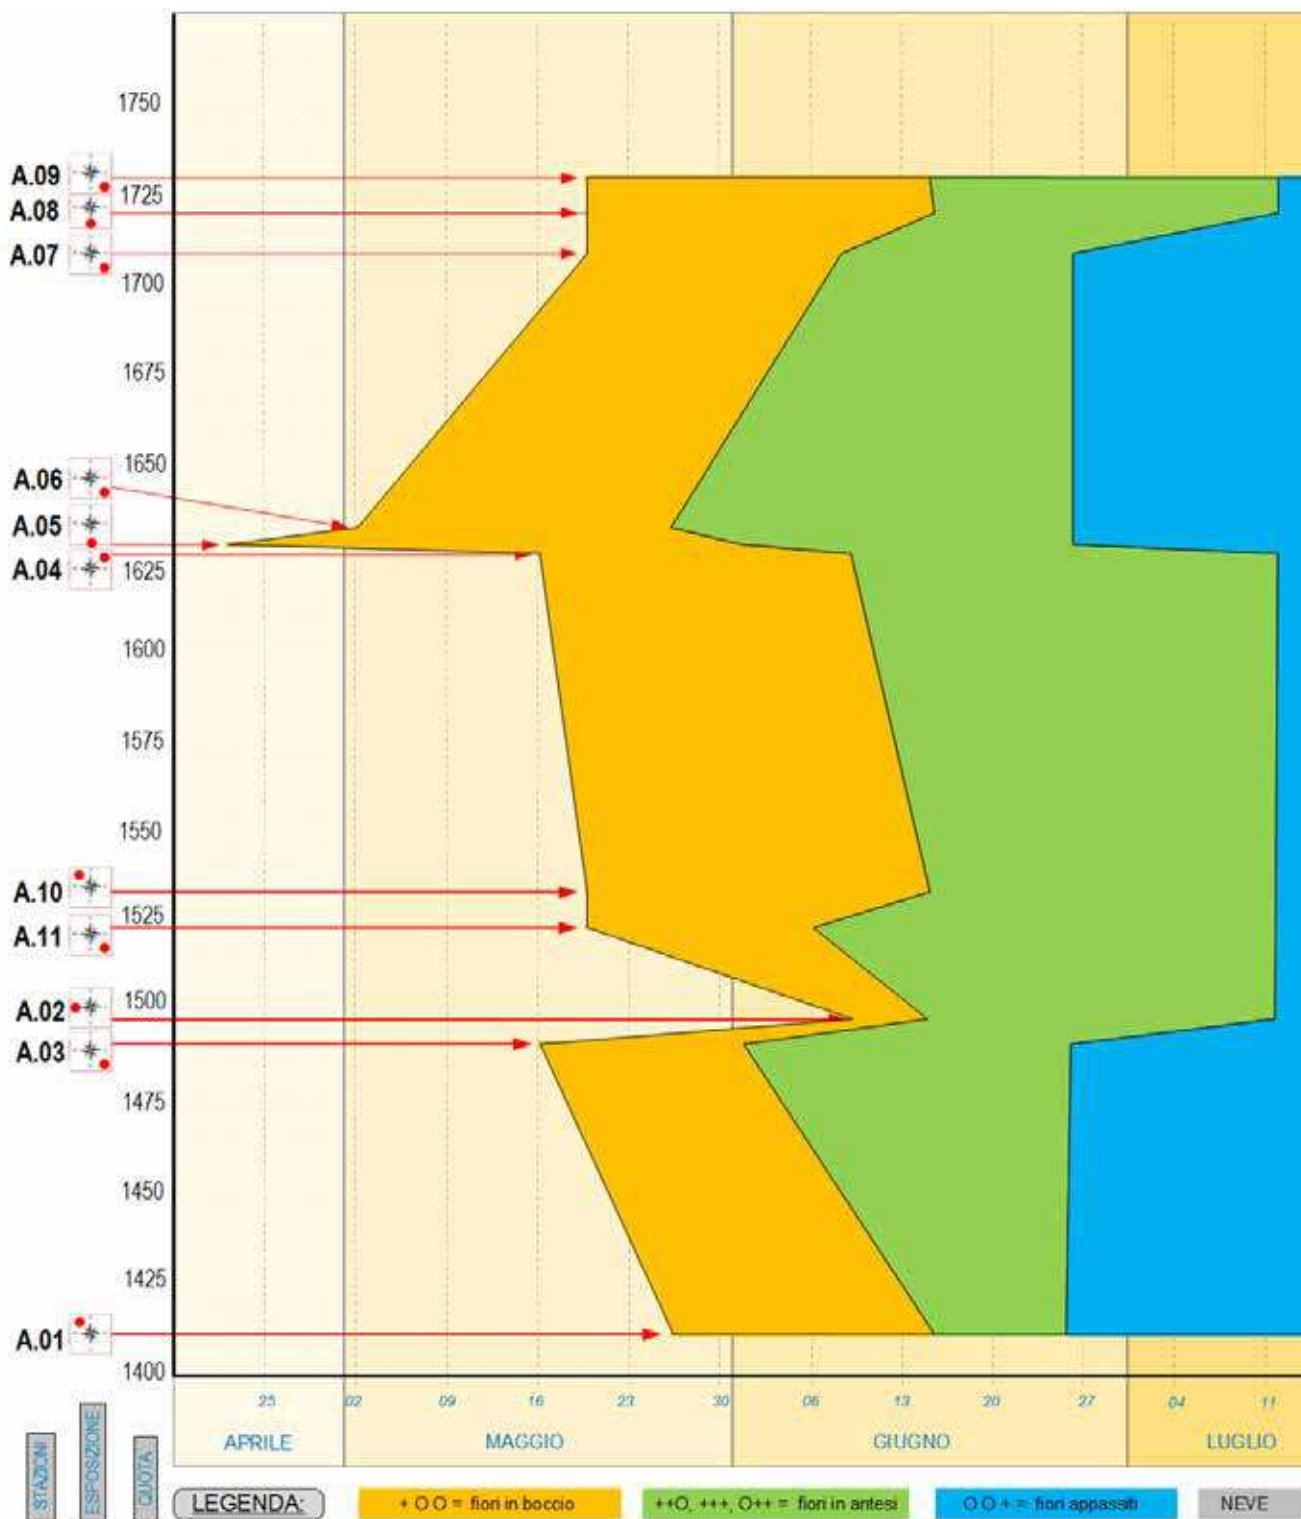 1750
A.09
1725
A.08
A.07
1700
1675
1650
A.06
A.05
A.04
1625
1600
1575
1550
A.10
1525
A.11
1500
A.02
A.03
1475
1450
1425
A.01
1400
25 02 09 16 23 30 06 13 20 27 04 11
APRILE MAGGIO GIUGNO LUGLIO
STAZIONI
ESPOSIZIONE
QUOTA
LEGENDA: + O O = fiori in boccio ++O, +++, O++ = fiori in antesi O O + = fiori appassiti NEVE